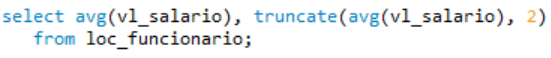 select avg(vl_salario), truncate(avg(vl_salario), 2)
from loc_funcionario;